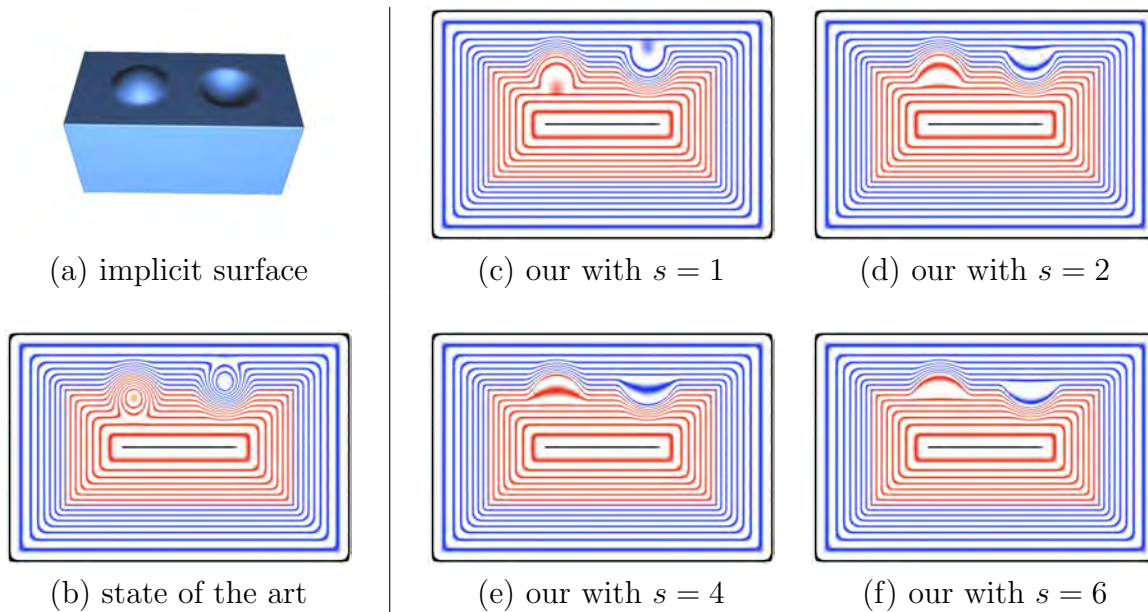 (a) implicit surface
(b) state of the art
(c) our with s = 1
(d) our with s = 2
(e) our with s = 4
(f) our with s = 6